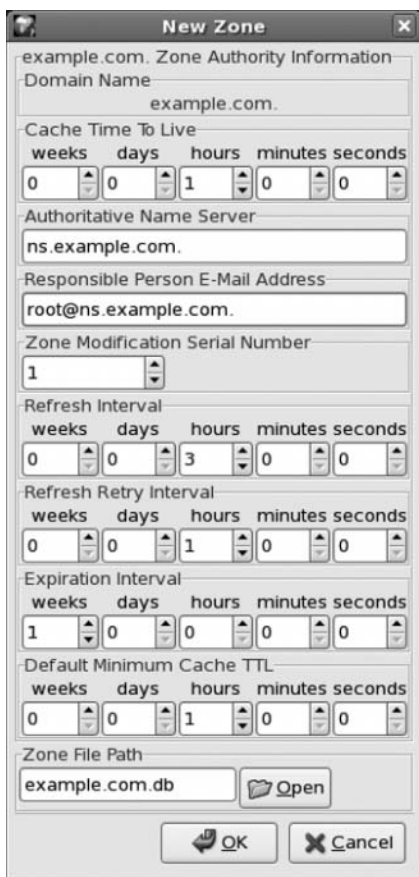 New Zone
example.com. Zone Authority Information
Domain Name
example.com.
Cache Time To Live
weeks days hours minutes seconds
0 0 1 0 0
Authoritative Name Server
ns.example.com.
Responsible Person E-Mail Address
root@ns.example.com.
Zone Modification Serial Number
1
Refresh Interval
weeks days hours minutes seconds
0 0 3 0 0
Refresh Retry Interval
weeks days hours minutes seconds
0 0 1 0 0
Expiration Interval
weeks days hours minutes seconds
1 0 0 0 0
Default Minimum Cache TTL
weeks days hours minutes seconds
0 0 1 0 0
Zone File Path
example.com.db Open
OK Cancel